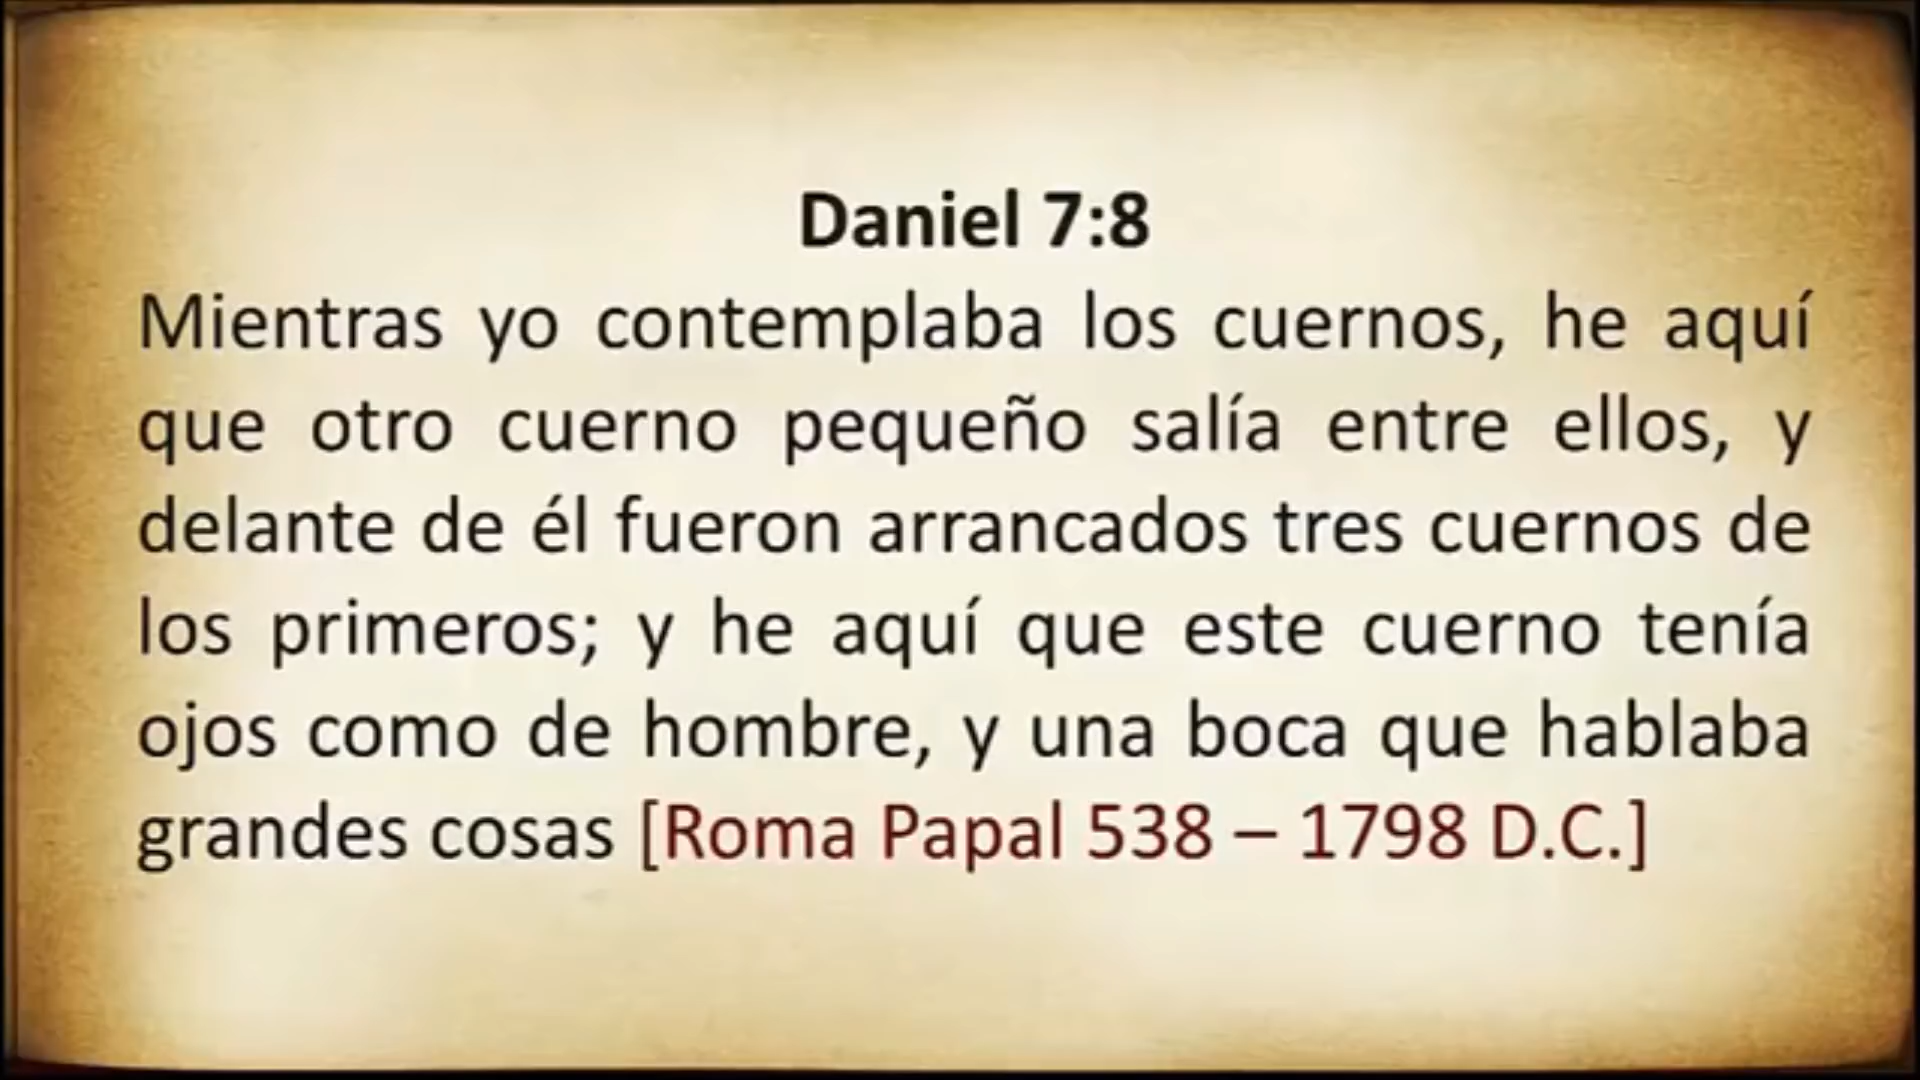 Daniel 7:8
Mientras yo contemplaba los cuernos, he aquí
que otro cuerno pequeño salía entre ellos, y
delante de él fueron arrancados tres cuernos de
los primeros; y he aquí que este cuerno tenía
ojos como de hombre, y una boca que hablaba
grandes cosas [Roma Papal 538 – 1798 D.C.]